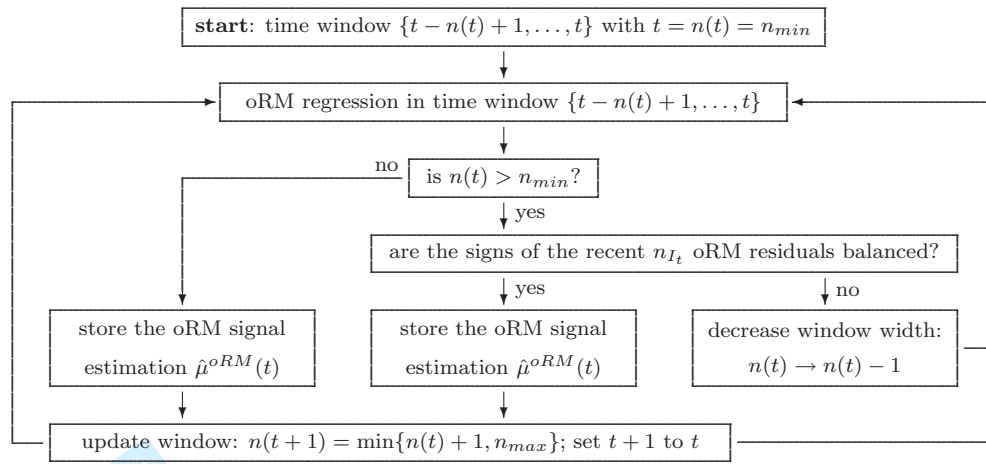 start: time window {t − n(t) + 1, . . . , t} with t = n(t) = n_min
oRM regression in time window {t − n(t) + 1, . . . , t}
no
is n(t) > n_min?
yes
are the signs of the recent n_{I_t} oRM residuals balanced?
yes
no
store the oRM signal
estimation μ̂^{oRM}(t)
store the oRM signal
estimation μ̂^{oRM}(t)
decrease window width:
n(t) → n(t) − 1
update window: n(t + 1) = min{n(t) + 1, n_max}; set t + 1 to t